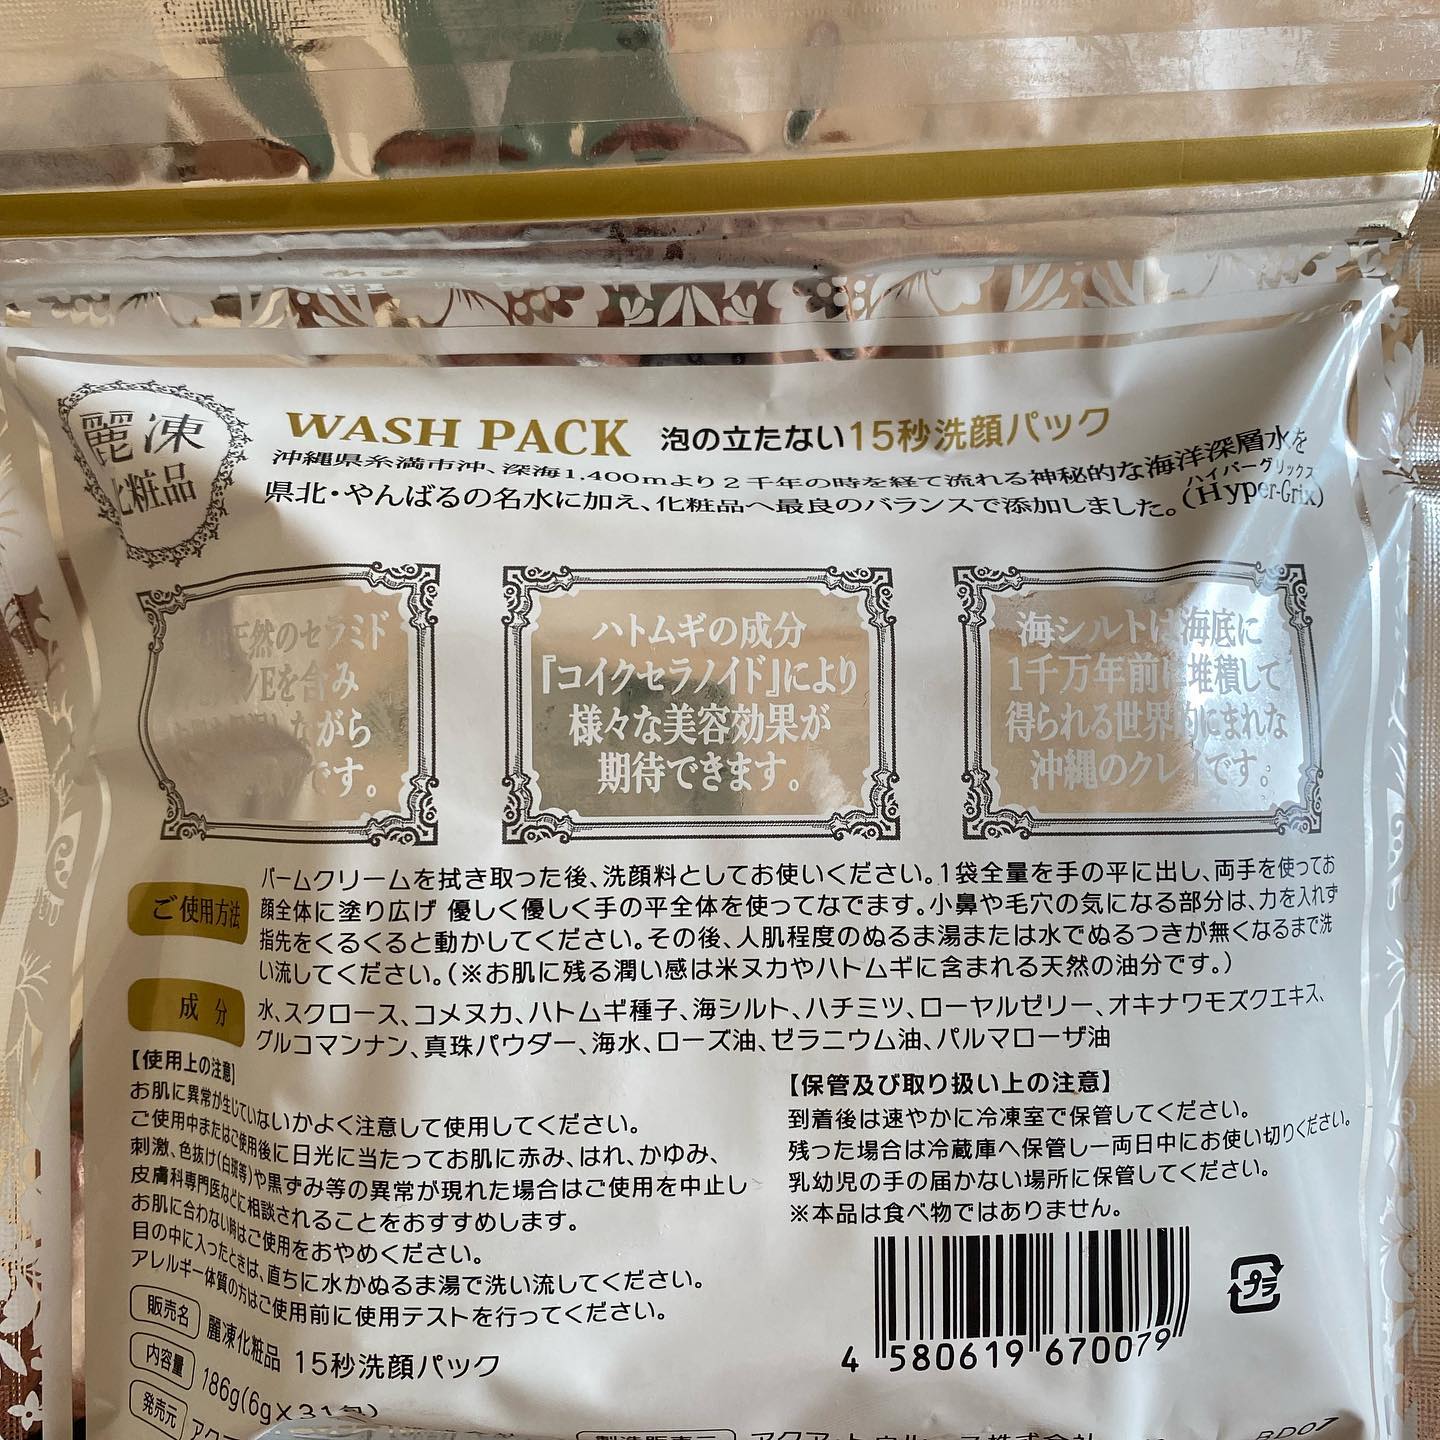 麗凍
化粧品
WASH PACK 泡の立たない15秒洗顔パック
沖縄県糸満市沖、深海1,400mより2千年の時を経て流れる神秘的な海洋深層水を
県北・やんばるの名水に加え、化粧品へ最良のバランスで添加しました。(Hyper-Grix)
ハイパーグリックス
天然のセラミド
Eを含み
ながら
です。
ハトムギの成分
『コイクセラノイド』により
様々な美容効果が
期待できます。
海シルトは海底に
1千万年前に堆積して
得られる世界的にまれな
沖縄のクレイです。
ご使用方法
バームクリームを拭き取った後、洗顔料としてお使いください。1袋全量を手の平に出し、両手を使ってお
顔全体に塗り広げ 優しく優しく手の平全体を使ってなでます。小鼻や毛穴の気になる部分は、力を入れず
指先をくるくると動かしてください。その後、人肌程度のぬるま湯または水でぬるつきが無くなるまで洗
い流してください。(※お肌に残る潤い感は米ヌカやハトムギに含まれる天然の油分です。)
成分
水、スクロース、コメヌカ、ハトムギ種子、海シルト、ハチミツ、ローヤルゼリー、オキナワモズクエキス、
グルコマンナン、真珠パウダー、海水、ローズ油、ゼラニウム油、パルマローザ油
【使用上の注意】
お肌に異常が生じていないかよく注意して使用してください。
ご使用中またはご使用後に日光に当たってお肌に赤み、はれ、かゆみ、
刺激、色抜け(白斑等)や黒ずみ等の異常が現れた場合はご使用を中止し
皮膚科専門医などに相談されることをおすすめします。
お肌に合わない時はご使用をおやめください。
目の中に入ったときは、直ちに水かぬるま湯で洗い流してください。
アレルギー体質の方はご使用前に使用テストを行ってください。
【保管及び取り扱い上の注意】
到着後は速やかに冷凍室で保管してください。
残った場合は冷蔵庫へ保管し一両日中にお使い切りください。
乳幼児の手の届かない場所に保管してください。
※本品は食べ物ではありません。
プラ
4 580619 670079
販売名 麗凍化粧品 15秒洗顔パック
内容量 186g(6g×31包)
発売元